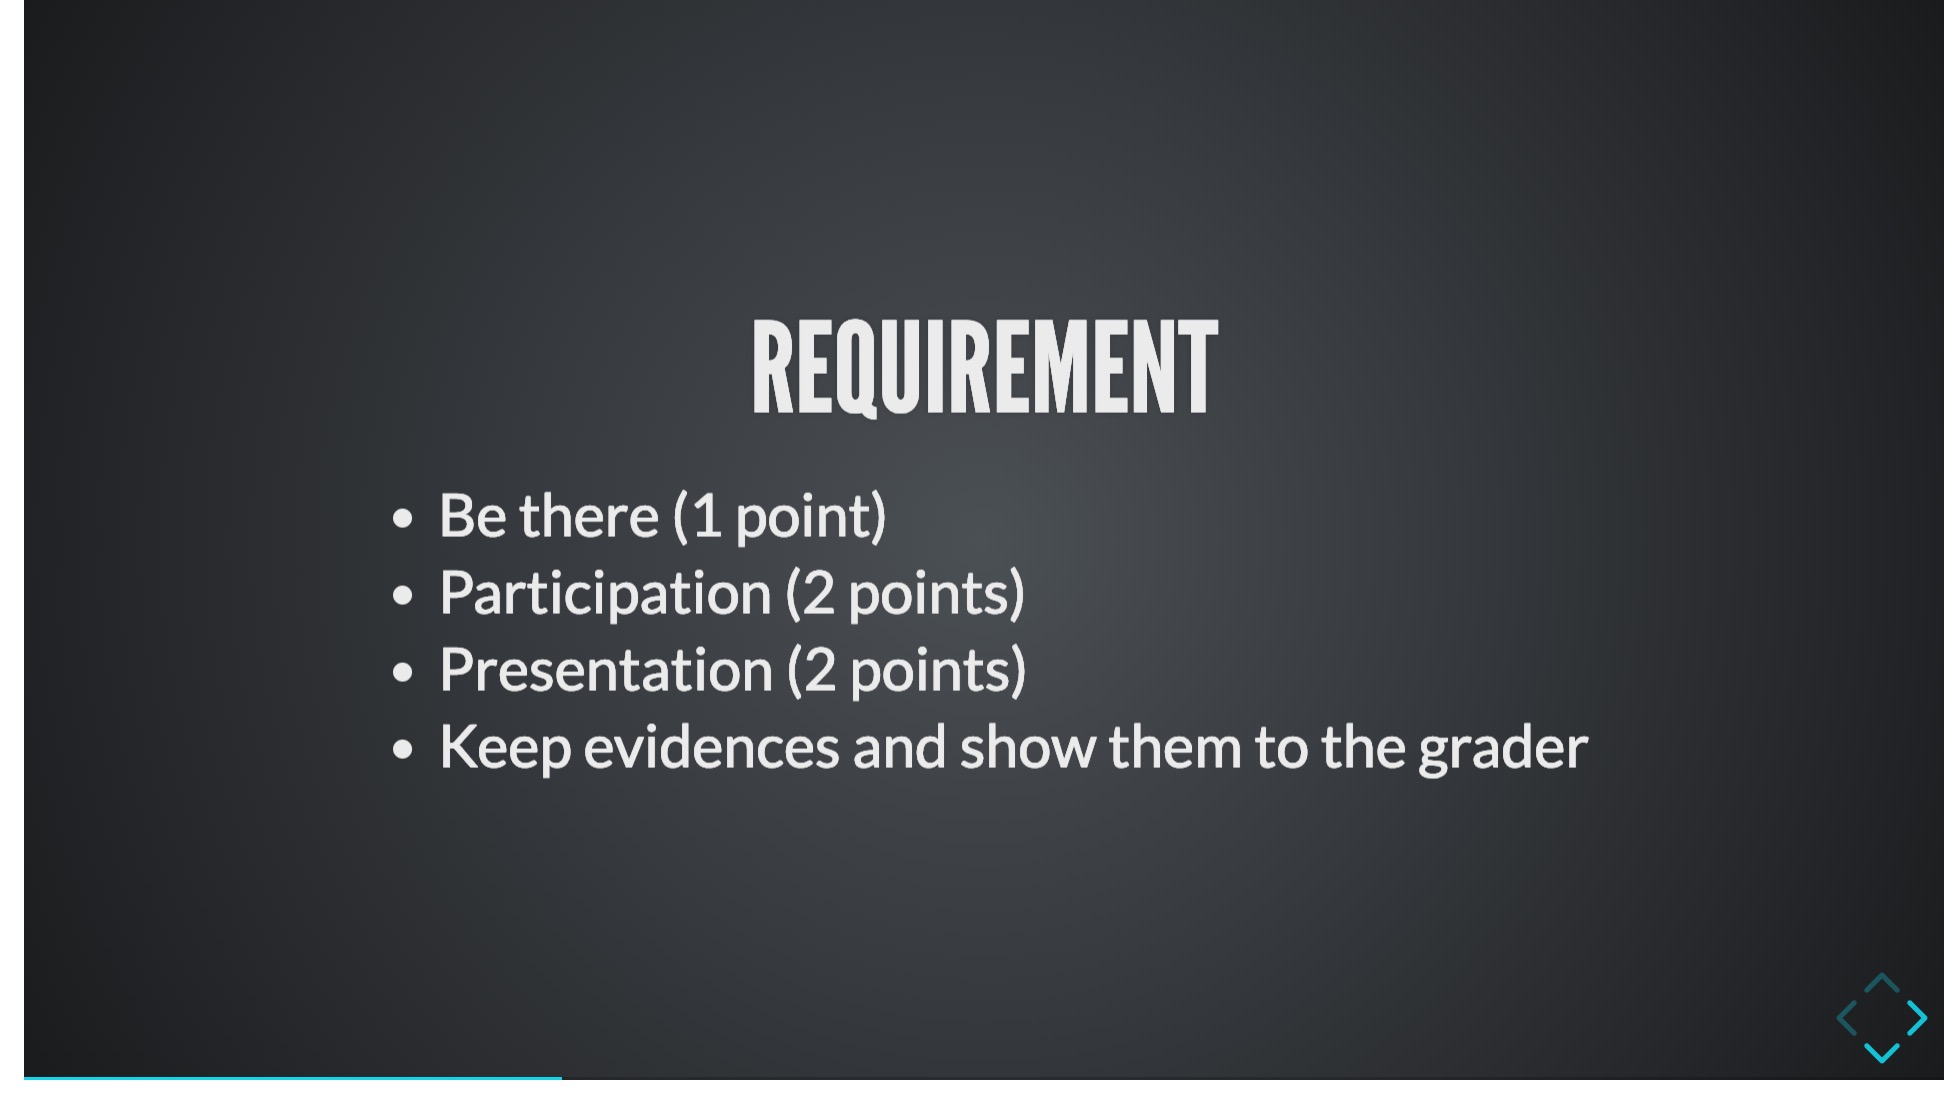 REQUIREMENT
• Be there (1 point)
• Participation (2 points)
• Presentation (2 points)
• Keep evidences and show them to the grader